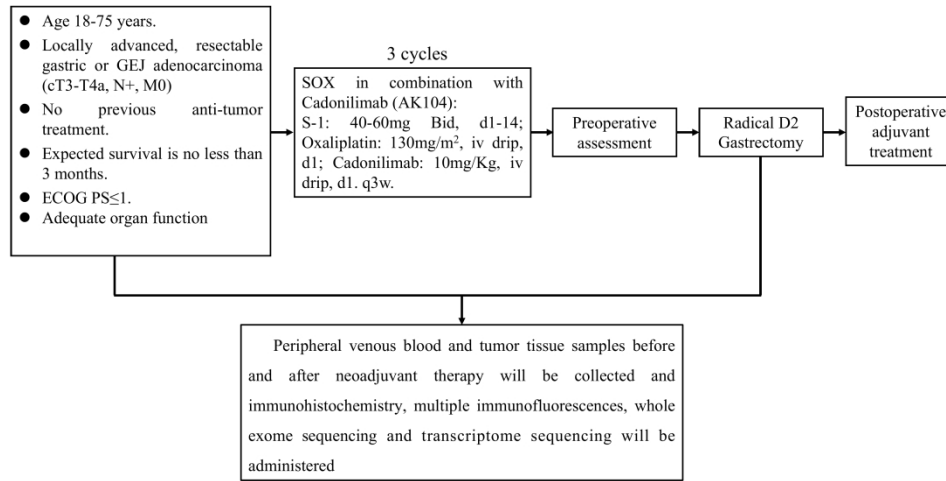 Age 18-75 years.
Locally advanced, resectable
gastric or GEJ adenocarcinoma
(cT3-T4a, N+, M0)
No previous anti-tumor
treatment.
Expected survival is no less than
3 months.
ECOG PS≤1.
Adequate organ function
3 cycles
SOX in combination with
Cadonilimab (AK104):
S-1: 40-60mg Bid, d1-14;
Oxaliplatin: 130mg/m², iv drip,
d1; Cadonilimab: 10mg/Kg, iv
drip, d1. q3w.
Preoperative
assessment
Radical D2
Gastrectomy
Postoperative
adjuvant
treatment
Peripheral venous blood and tumor tissue samples before
and after neoadjuvant therapy will be collected and
immunohistochemistry, multiple immunofluorescences, whole
exome sequencing and transcriptome sequencing will be
administered